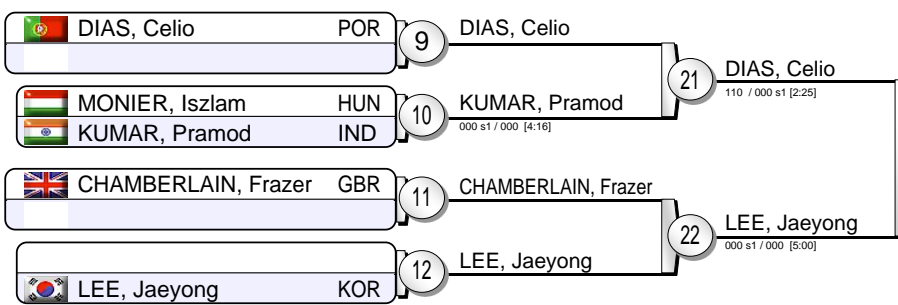 DIAS, Celio POR
9
DIAS, Celio
MONIER, Iszlam HUN
KUMAR, Pramod IND
10
KUMAR, Pramod
000 s1 / 000 [4:16]
21
DIAS, Celio
110 / 000 s1 [2:25]
CHAMBERLAIN, Frazer GBR
11
CHAMBERLAIN, Frazer
LEE, Jaeyong KOR
12
LEE, Jaeyong
22
LEE, Jaeyong
000 s1 / 000 [5:00]